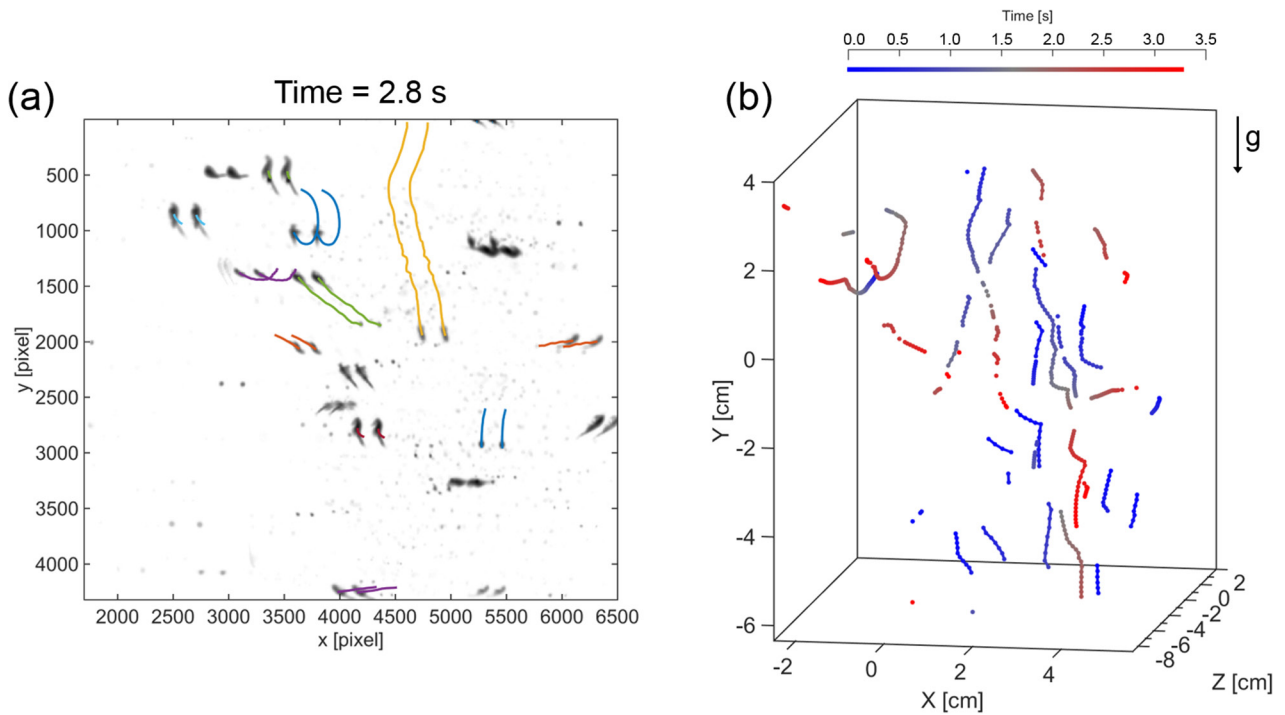 (a)
Time = 2.8 s
500
1000
1500
2000
2500
3000
3500
4000
y [pixel]
2000 2500 3000 3500 4000 4500 5000 5500 6000 6500
x [pixel]
Time [s]
0.0 0.5 1.0 1.5 2.0 2.5 3.0 3.5
(b)
g
4
2
0
-2
-4
-6
Y [cm]
-2 0 2 4
X [cm]
2
0
-2
-4
-6
-8
Z [cm]